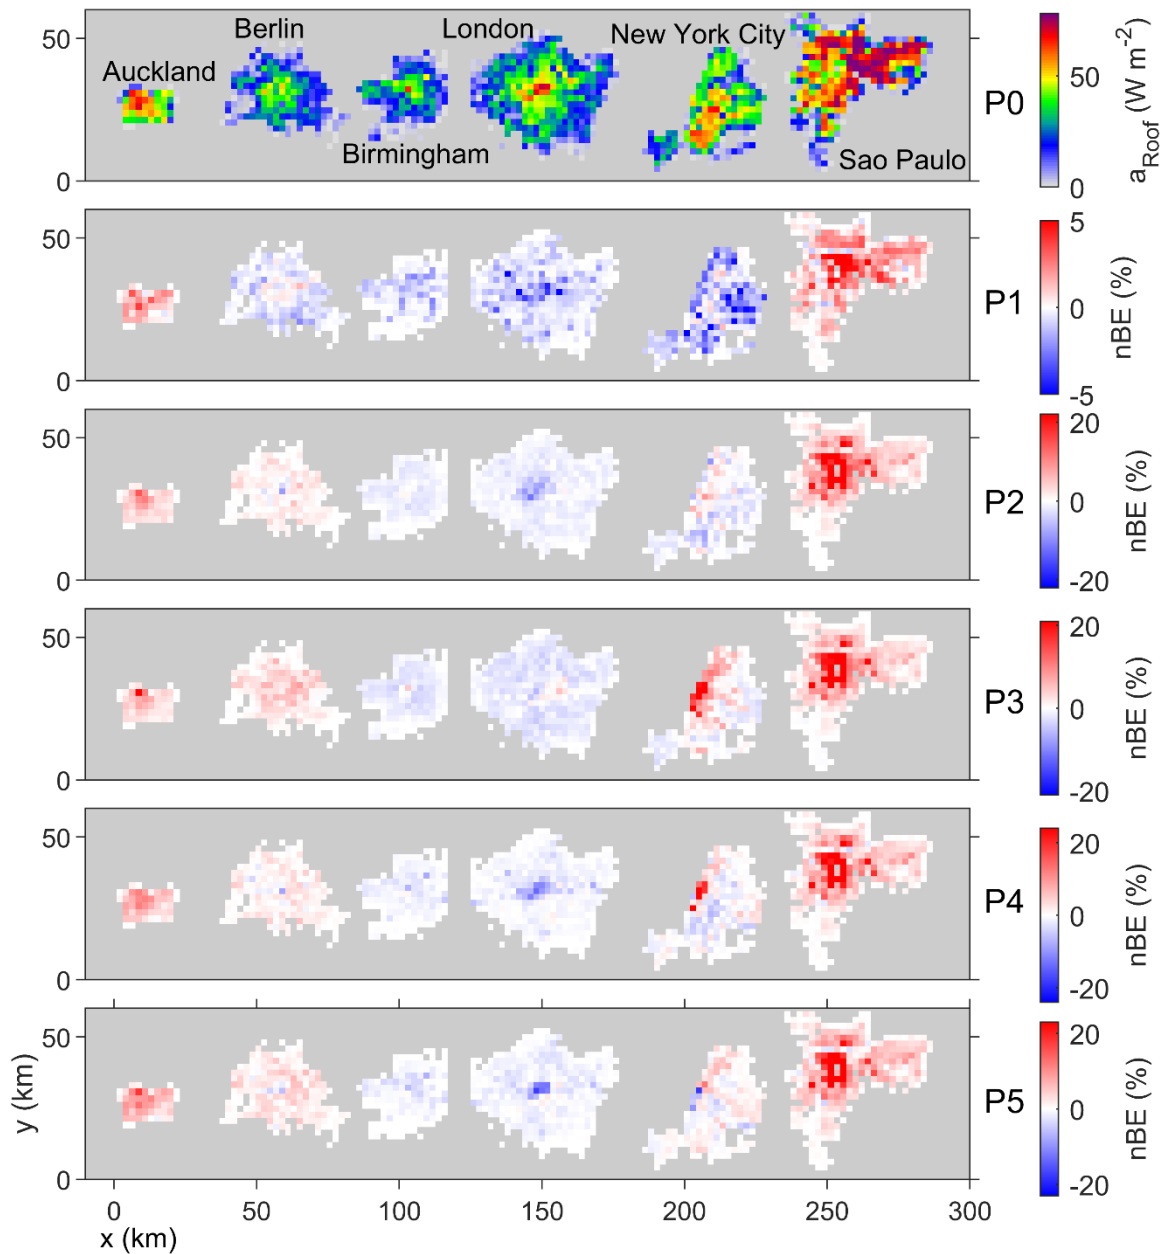 50
0
Auckland
Berlin
Birmingham
London
New York City
Sao Paulo
P0
50
0
a_Roof (W m^-2)
50
0
P1
5
0
-5
nBE (%)
50
0
P2
20
0
-20
nBE (%)
50
0
P3
20
0
-20
nBE (%)
50
0
P4
20
0
-20
nBE (%)
50
0
y (km)
P5
20
0
-20
nBE (%)
0 50 100 150 200 250 300
x (km)